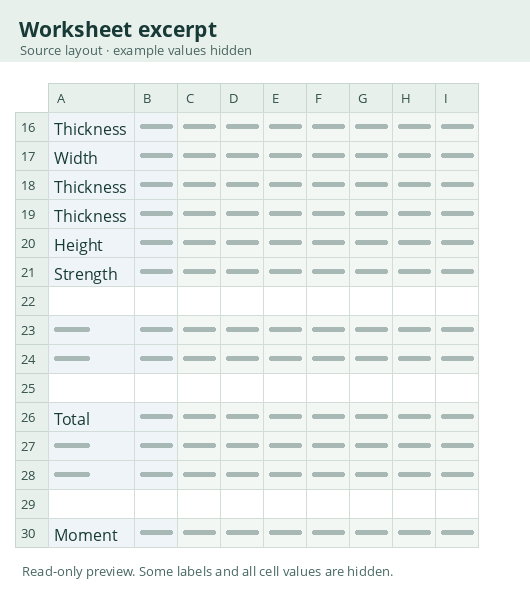 Worksheet excerpt
Source layout · example values hidden
A B C D E F G H I
16 Thickness
17 Width
18 Thickness
19 Thickness
20 Height
21 Strength
22
23
24
25
26 Total
27
28
29
30 Moment
Read-only preview. Some labels and all cell values are hidden.